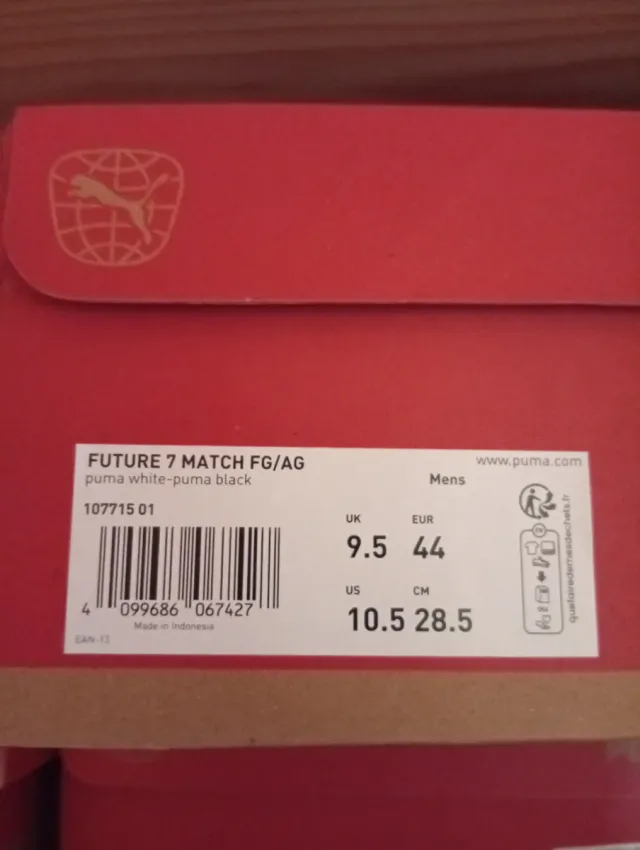 FUTURE 7 MATCH FG/AG
www.puma.com
puma white-puma black
Mens
107715 01
UK EUR
9.5 44
US CM
10.5 28.5
4 099686 067427
Made in Indonesia
EAN-13
FR
quefairedemesdechets.fr